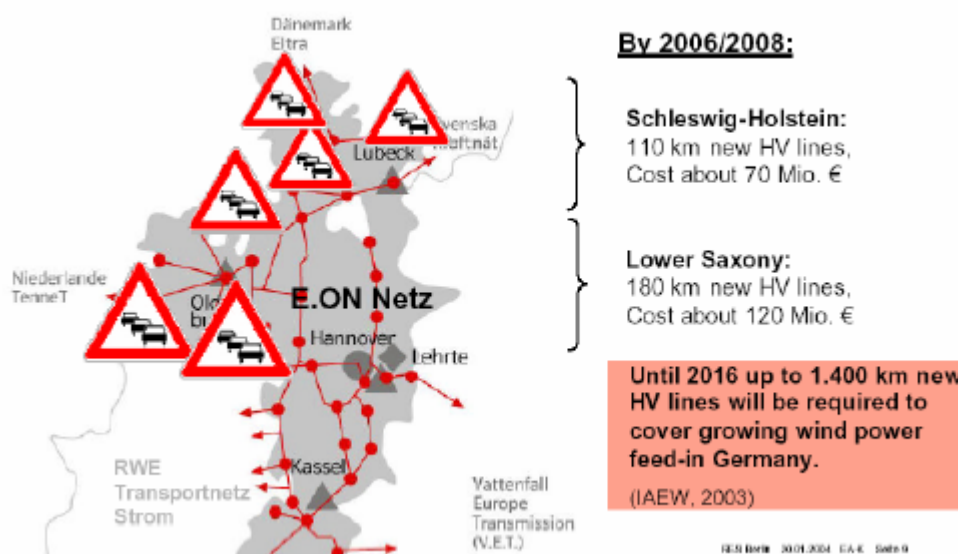 Dänemark
Eltra
Lübeck
Niederlande
TenneT
E.ON Netz
Hannover
Lehrte
Kassel
RWE
Transportnetz
Strom
Vattenfall
Europe
Transmission
(V.E.T.)
By 2006/2008:
Schleswig-Holstein:
110 km new HV lines,
Cost about 70 Mio. €
Lower Saxony:
180 km new HV lines,
Cost about 120 Mio. €
Until 2016 up to 1.400 km new
HV lines will be required to
cover growing wind power
feed-in Germany.
(IAEW, 2003)